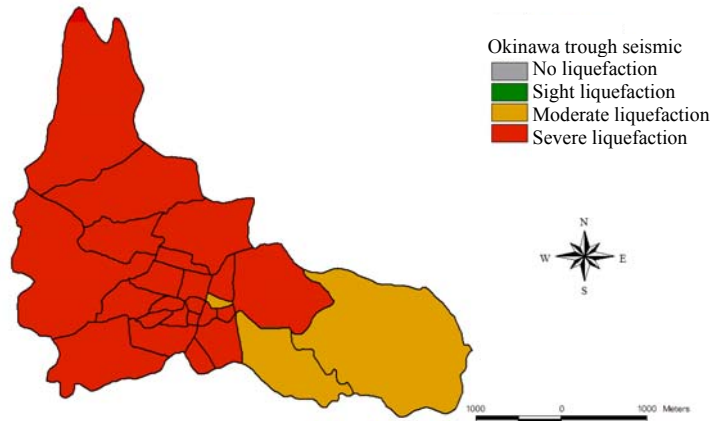 Okinawa trough seismic
No liquefaction
Sight liquefaction
Moderate liquefaction
Severe liquefaction
N
W E
S
1000 0 1000 Meters